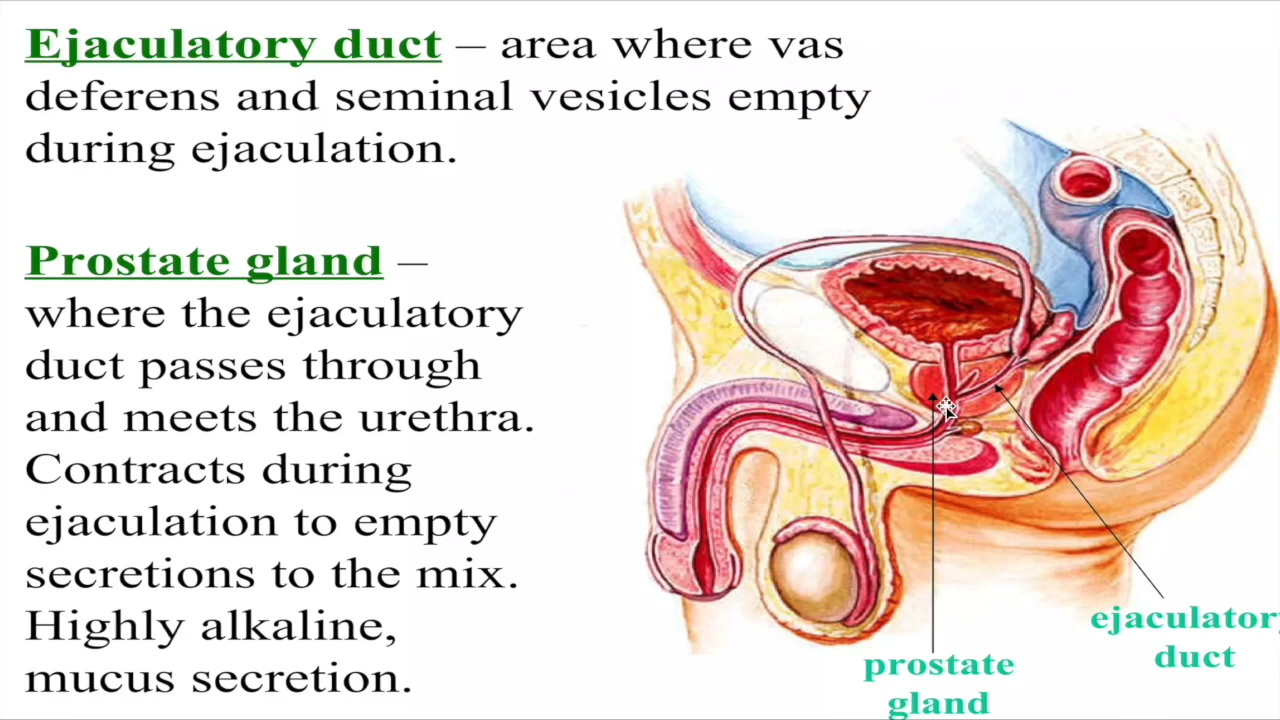 Ejaculatory duct – area where vas
deferens and seminal vesicles empty
during ejaculation.
Prostate gland –
where the ejaculatory
duct passes through
and meets the urethra.
Contracts during
ejaculation to empty
secretions to the mix.
Highly alkaline,
mucus secretion.
ejaculatory
duct
prostate
gland